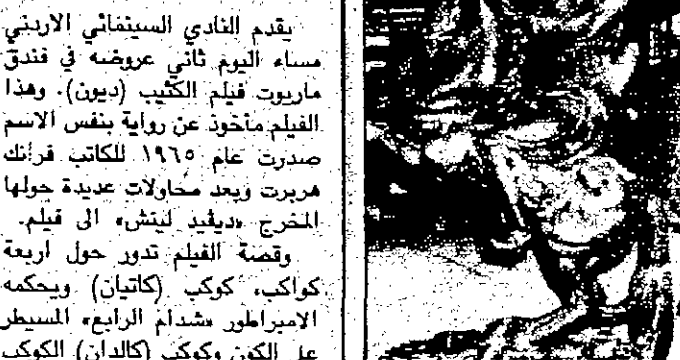 يقدم النادي السينمائي الاردني
مساء اليوم ثاني عروضه في فندق
ماريوت فيلم الكثيب (ديون). وهذا
الفيلم مأخوذ عن رواية بنفس الاسم
صدرت عام ١٩٦٥ للكاتب فرانك
هربرت وبعد محاولات عديدة حولها
المخرج «ديفيد لينتش» الى فيلم.
وقصة الفيلم تدور حول اربعة
كواكب، كوكب (كاتيان) ويحكمه
الامبراطور «شدام الرابع» المسيطر
على الكون وكوكب (كالدان) الكوكب